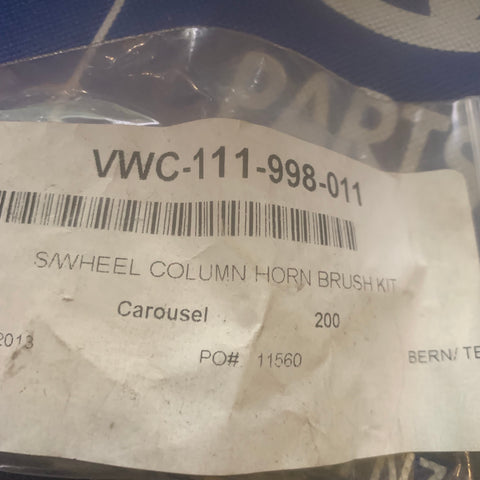 PARTS
VWC-111-998-011
S/WHEEL COLUMN HORN BRUSH KIT
Carousel 200
2013 PO# 11560 BERN/ TE